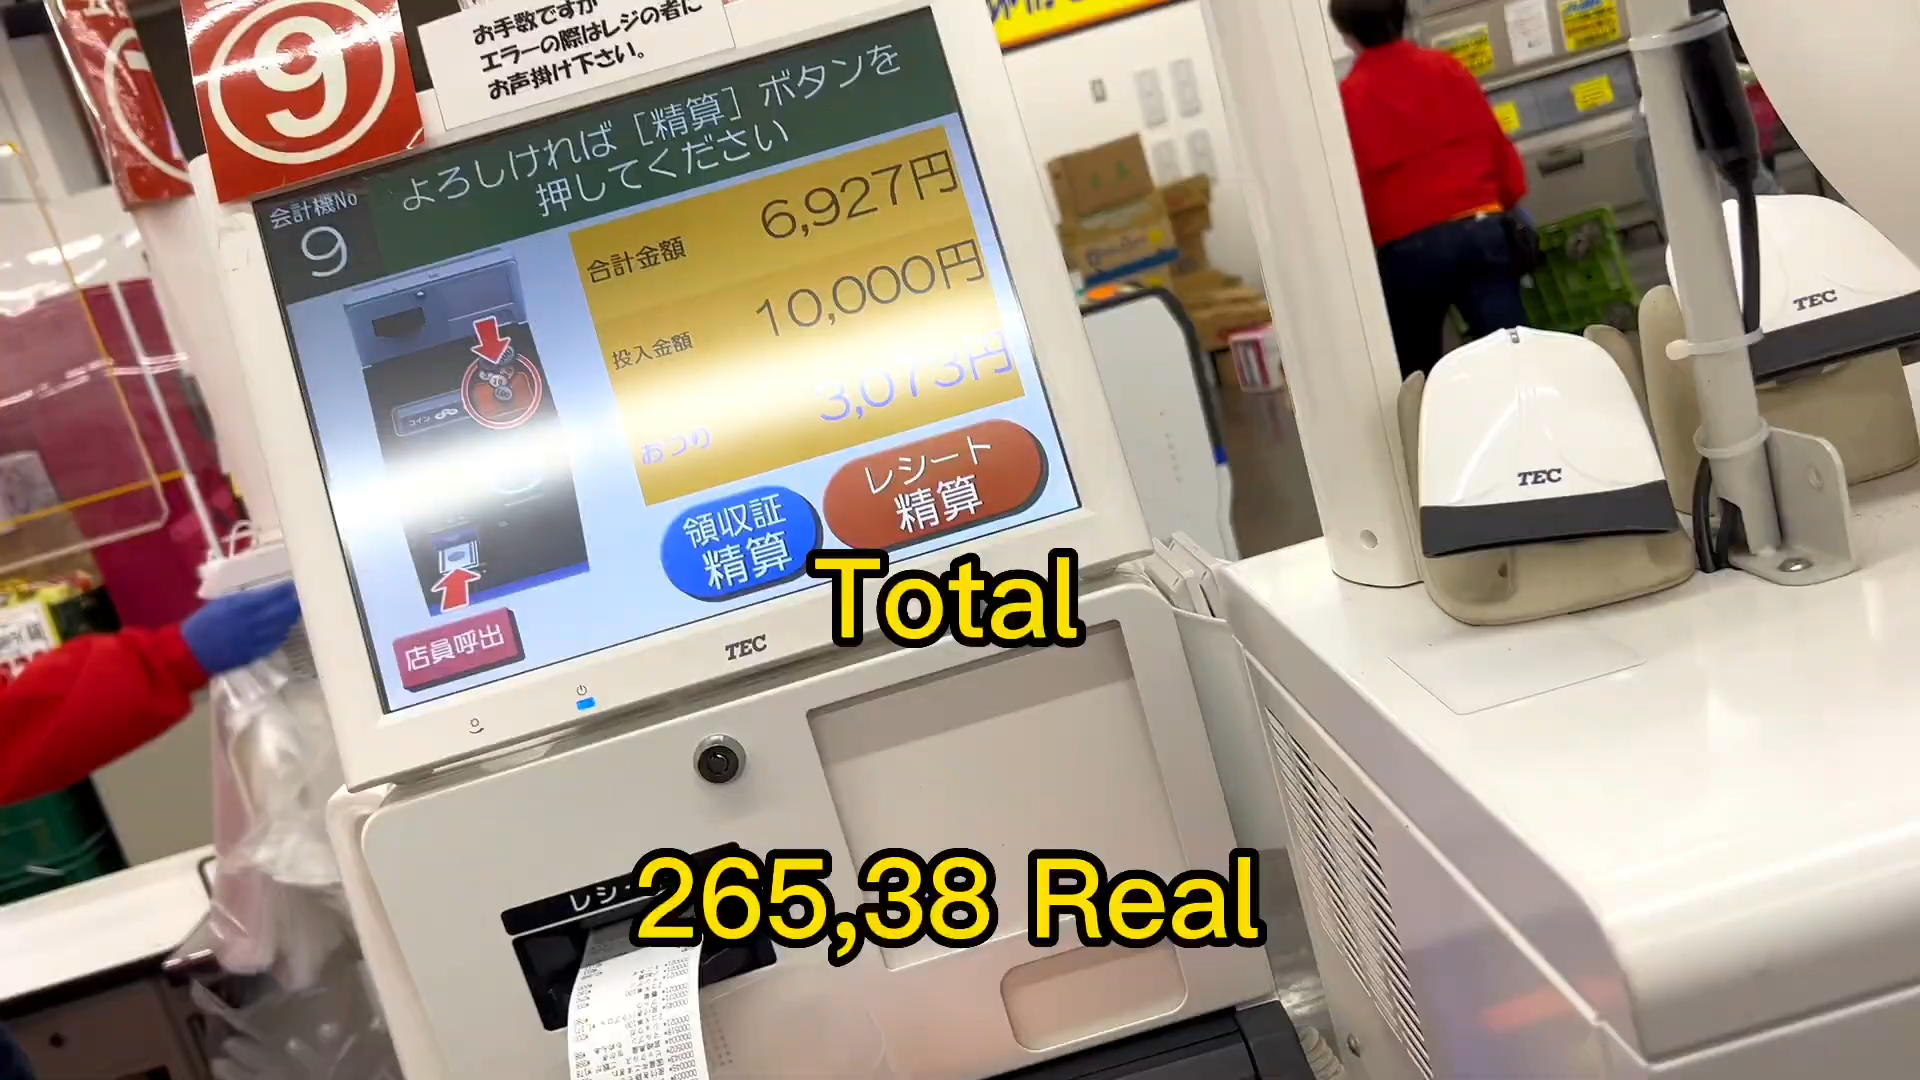 お手数ですが
エラーの際はレジの者に
お声掛け下さい。
9
よろしければ［精算］ボタンを
押してください
会計機No
9
合計金額 6,927円
投入金額 10,000円
おつり 3,073円
コイン
領収証
精算
レシート
精算
店員呼出
TEC
TEC
TEC
Total
レシ
265,38 Real